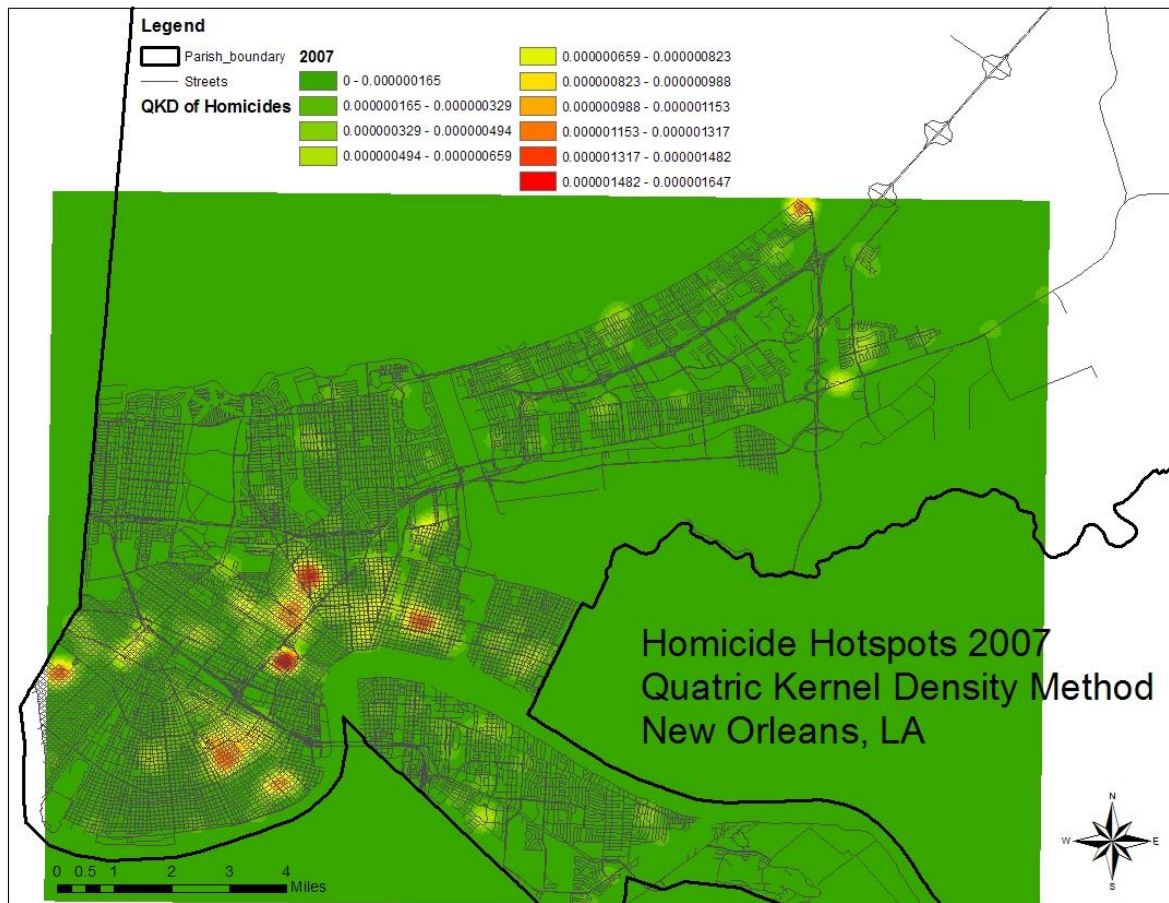 Legend
Parish_boundary
Streets
QKD of Homicides
2007
0 - 0.000000165
0.000000165 - 0.000000329
0.000000329 - 0.000000494
0.000000494 - 0.000000659
0.000000659 - 0.000000823
0.000000823 - 0.000000988
0.000000988 - 0.000001153
0.000001153 - 0.000001317
0.000001317 - 0.000001482
0.000001482 - 0.000001647
Homicide Hotspots 2007
Quatric Kernel Density Method
New Orleans, LA
N
W E
S
0 0.5 1 2 3 4
Miles